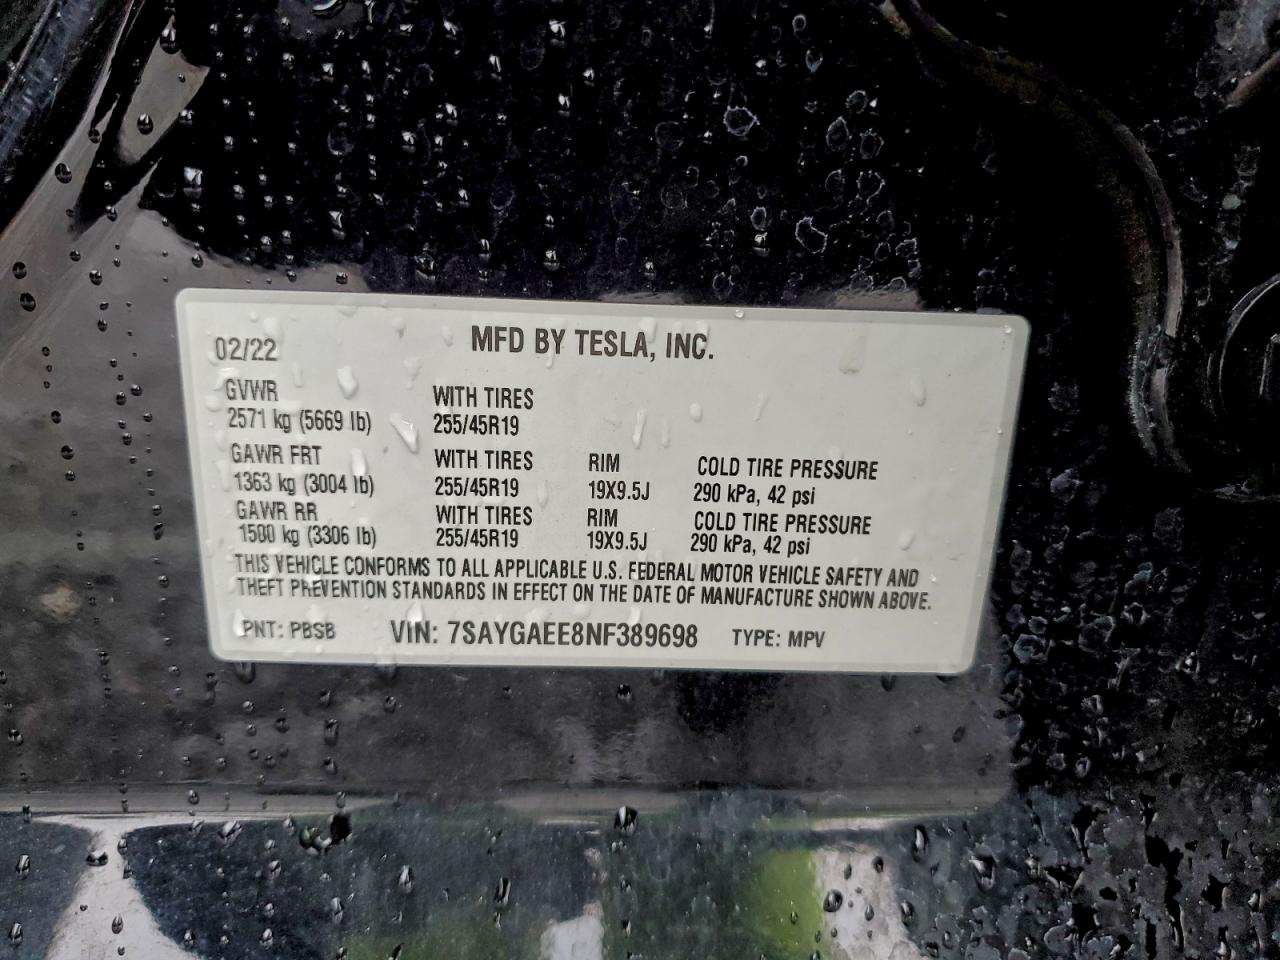 02/22 MFD BY TESLA, INC.
GVWR WITH TIRES
2571 kg (5669 lb) 255/45R19
GAWR FRT WITH TIRES RIM COLD TIRE PRESSURE
1363 kg (3004 lb) 255/45R19 19X9.5J 290 kPa, 42 psi
GAWR RR WITH TIRES RIM COLD TIRE PRESSURE
1500 kg (3306 lb) 255/45R19 19X9.5J 290 kPa, 42 psi
THIS VEHICLE CONFORMS TO ALL APPLICABLE U.S. FEDERAL MOTOR VEHICLE SAFETY AND
THEFT PREVENTION STANDARDS IN EFFECT ON THE DATE OF MANUFACTURE SHOWN ABOVE.
PNT: PBSB VIN: 7SAYGAEE8NF389698 TYPE: MPV